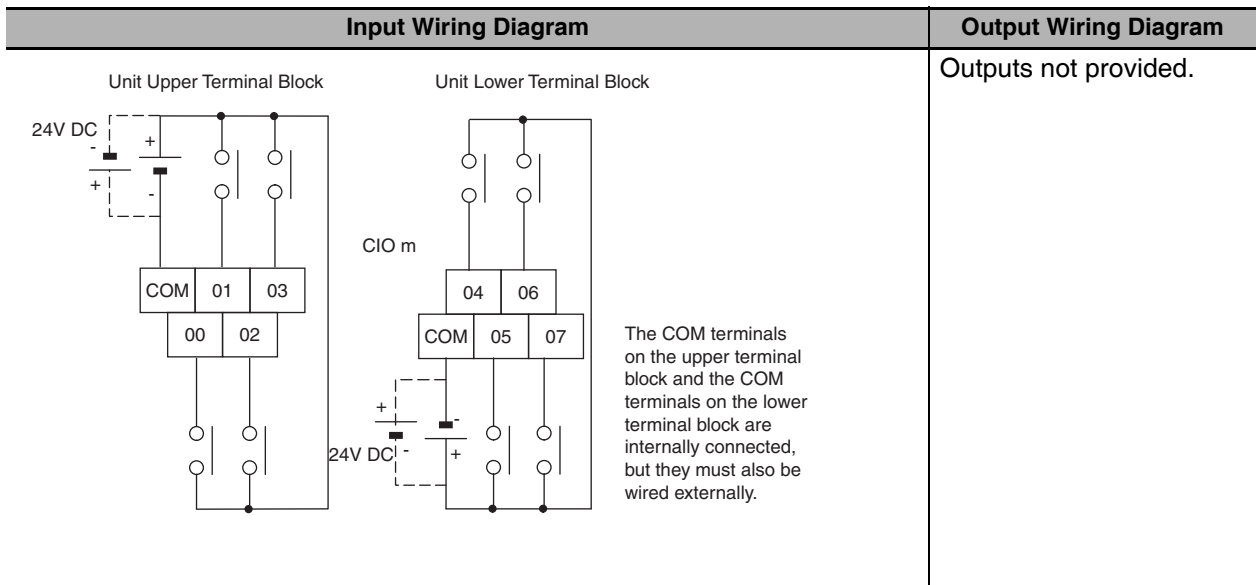 Input Wiring Diagram
Output Wiring Diagram
Outputs not provided.
Unit Upper Terminal Block
24V DC
-
+
+
-
COM 01 03
00 02
Unit Lower Terminal Block
CIO m
04 06
COM 05 07
+
-
24V DC
-
+
The COM terminals
on the upper terminal
block and the COM
terminals on the lower
terminal block are
internally connected,
but they must also be
wired externally.